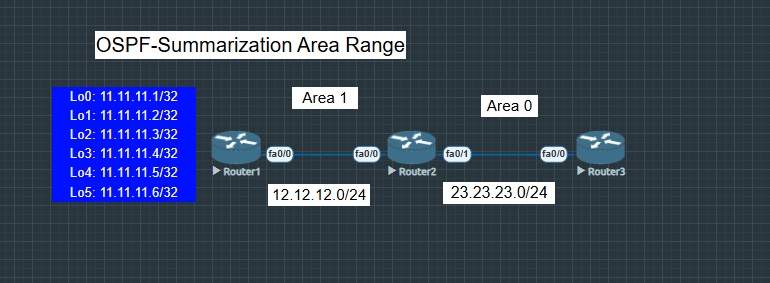 OSPF-Summarization Area Range
Lo0: 11.11.11.1/32
Lo1: 11.11.11.2/32
Lo2: 11.11.11.3/32
Lo3: 11.11.11.4/32
Lo4: 11.11.11.5/32
Lo5: 11.11.11.6/32
Area 1
Area 0
fa0/0
fa0/0
fa0/1
fa0/0
Router1
Router2
Router3
12.12.12.0/24
23.23.23.0/24